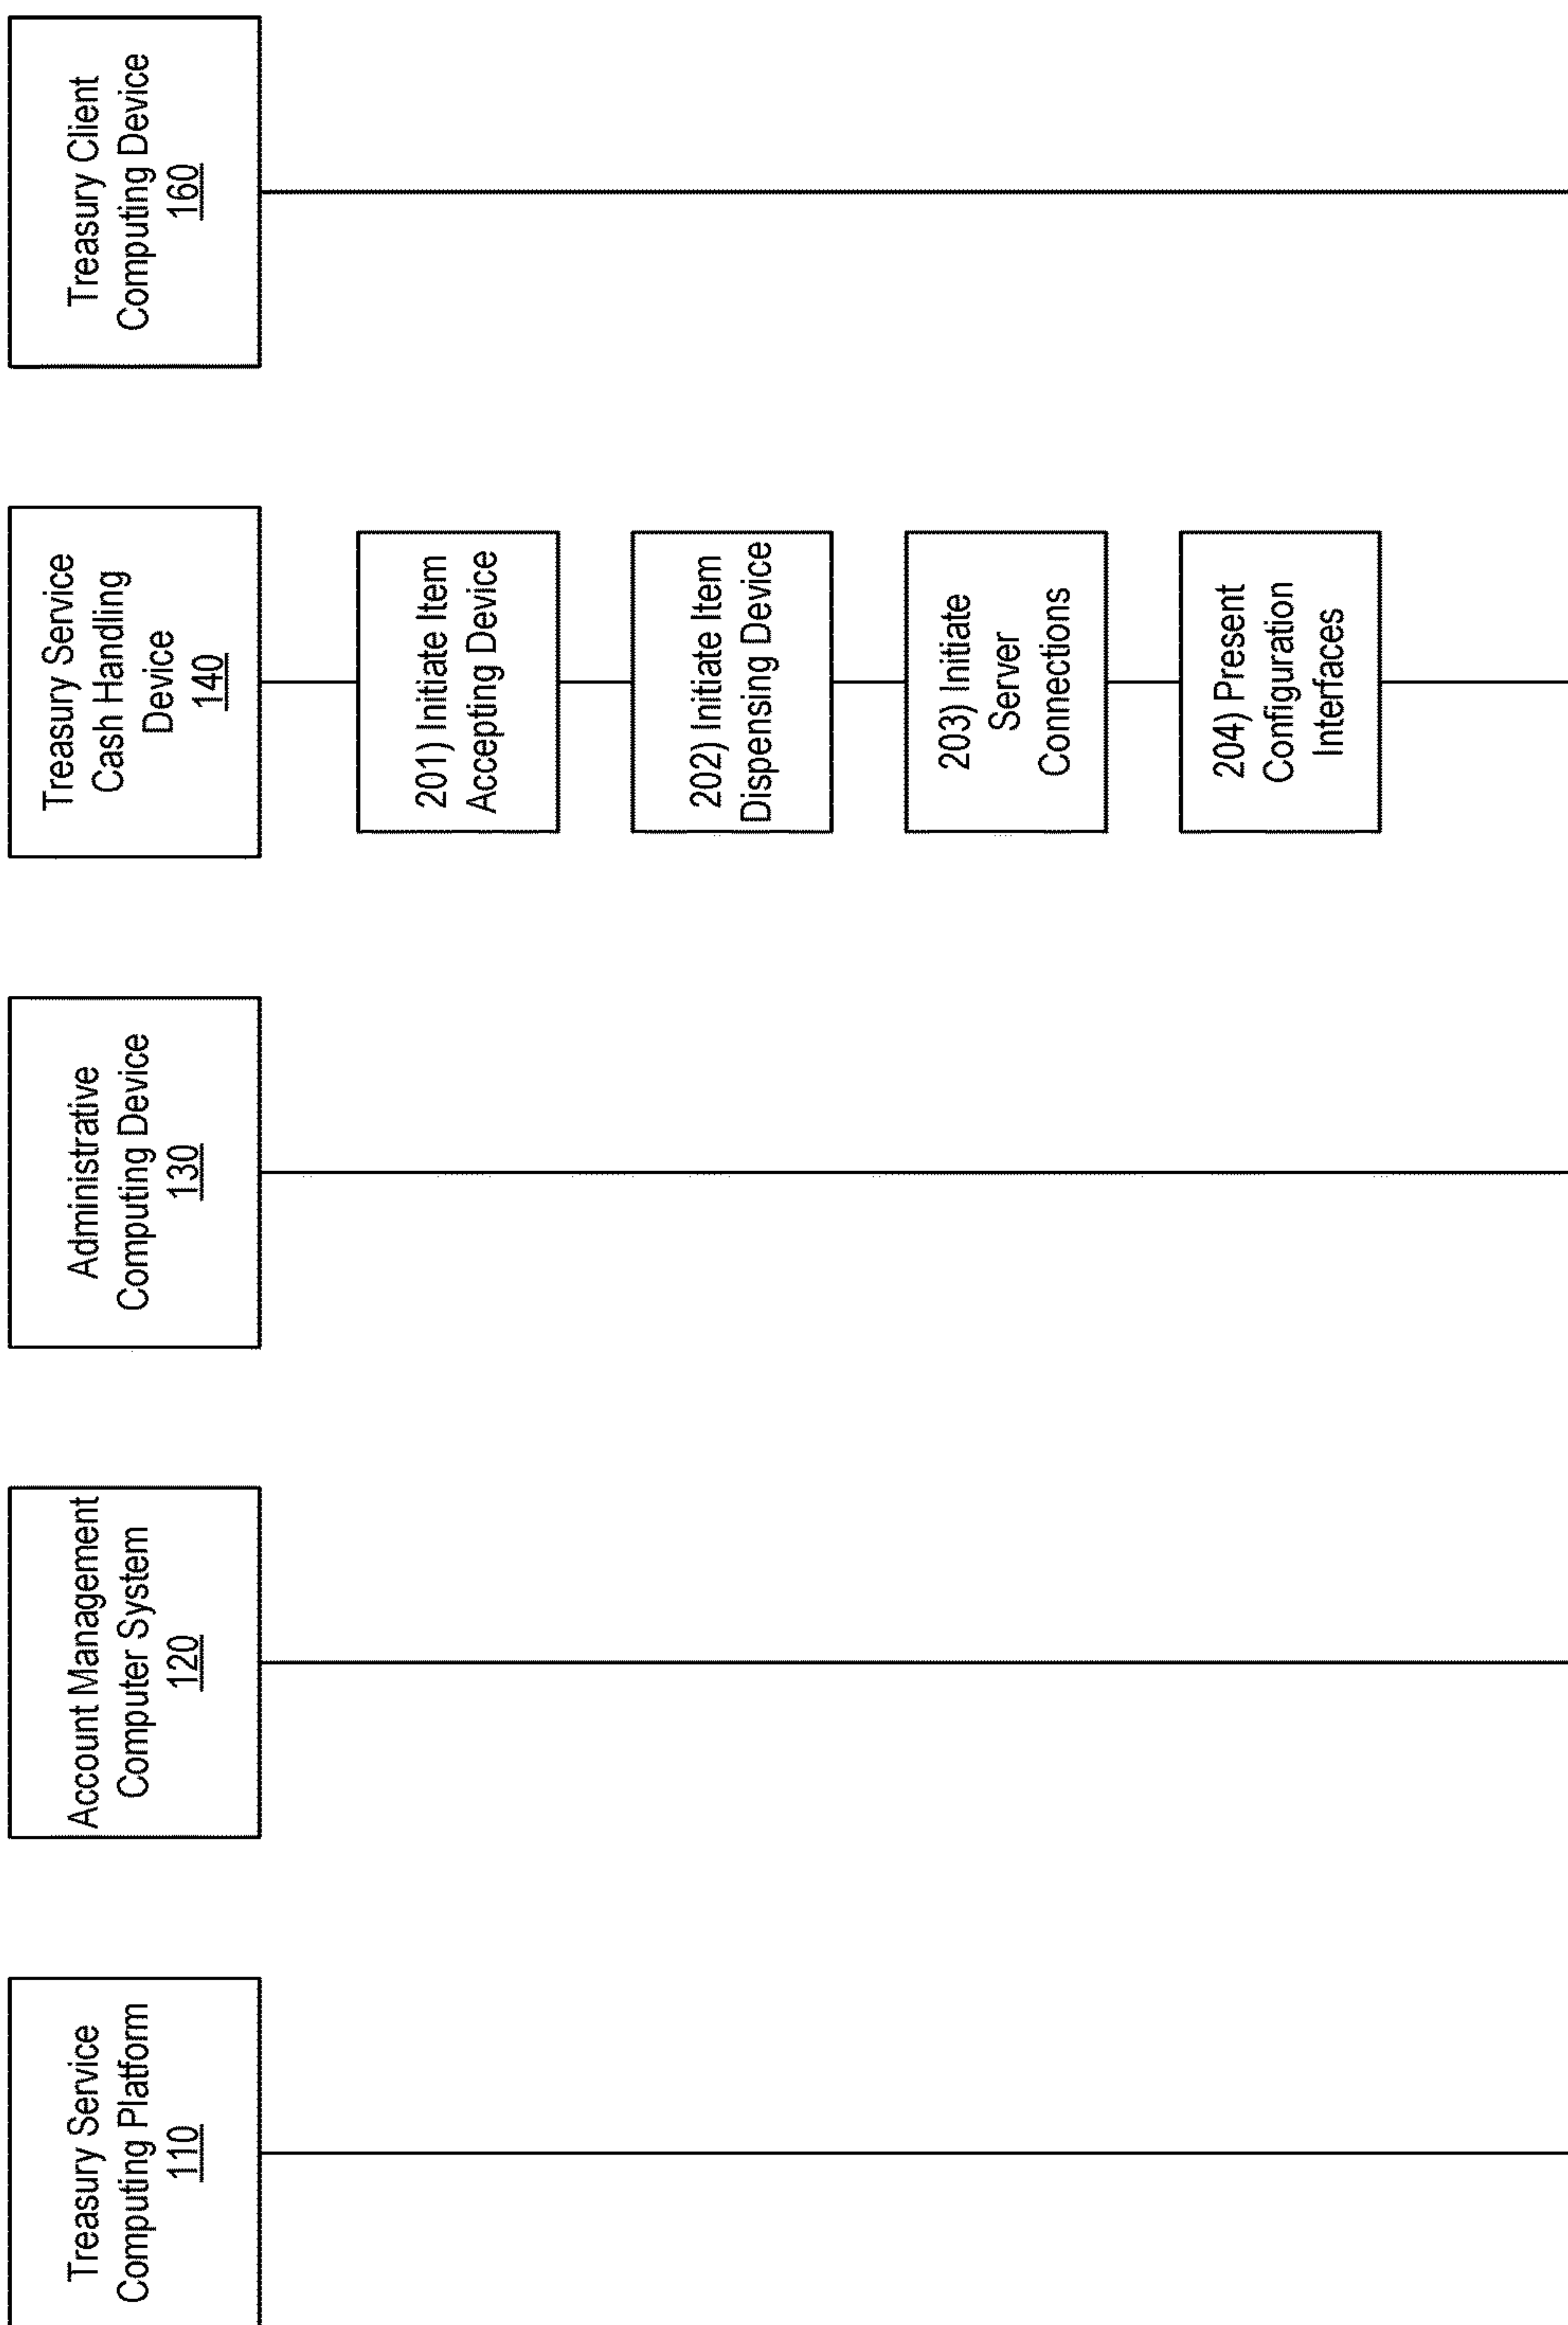 Treasury Service
Computing Platform
110
Account Management
Computer System
120
Administrative
Computing Device
130
Treasury Service
Cash Handling
Device
140
Treasury Client
Computing Device
160
201) Initiate Item
Accepting Device
202) Initiate Item
Dispensing Device
203) Initiate
Server
Connections
204) Present
Configuration
Interfaces